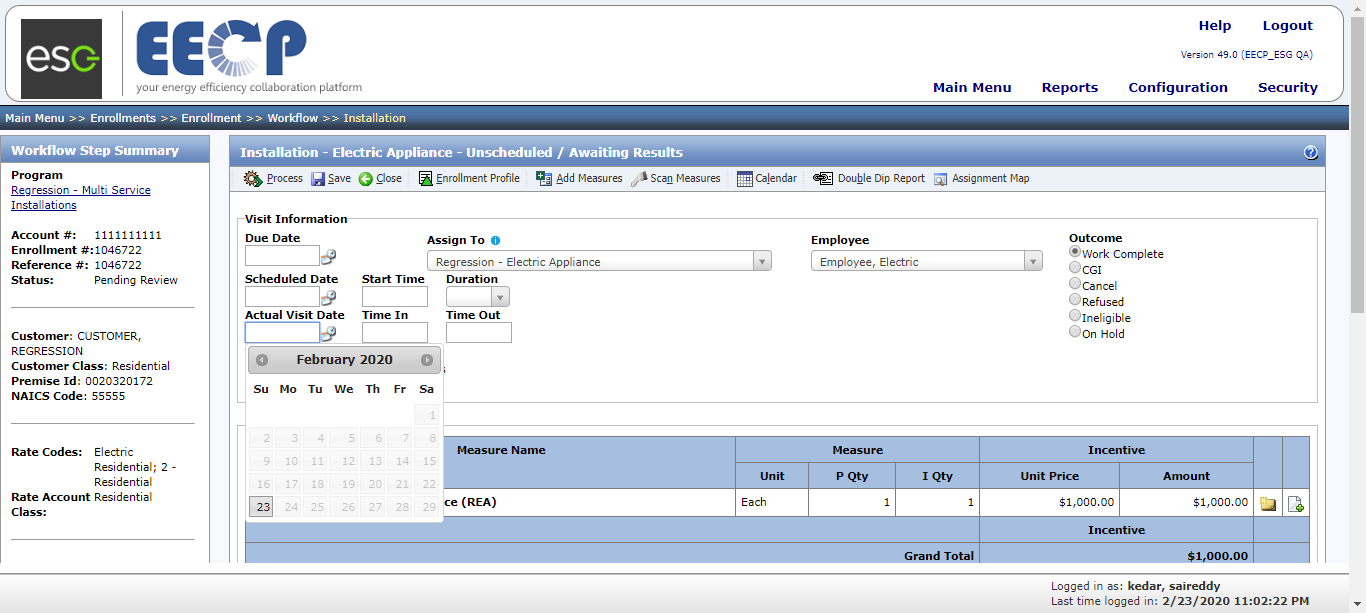 Help Logout
esg
EECP
your energy efficiency collaboration platform
Version 49.0 (EECP_ESG QA)
Main Menu Reports Configuration Security
Main Menu >> Enrollments >> Enrollment >> Workflow >> Installation
Workflow Step Summary
Program
Regression - Multi Service
Installations
Account #: 1111111111
Enrollment #: 1046722
Reference #: 1046722
Status: Pending Review
Customer: CUSTOMER,
REGRESSION
Customer Class: Residential
Premise Id: 0020320172
NAICS Code: 55555
Rate Codes: Electric
Residential; 2 -
Residential
Rate Account Residential
Class:
Installation - Electric Appliance - Unscheduled / Awaiting Results
?
Process Save Close Enrollment Profile Add Measures Scan Measures Calendar Double Dip Report Assignment Map
Visit Information
Due Date Assign To Employee Outcome
Regression - Electric Appliance Employee, Electric
Work Complete
CGI
Cancel
Refused
Ineligible
On Hold
Scheduled Date Start Time Duration
Actual Visit Date Time In Time Out
February 2020
Su Mo Tu We Th Fr Sa
1
2 3 4 5 6 7 8
9 10 11 12 13 14 15
16 17 18 19 20 21 22
23 24 25 26 27 28 29
s
Measure Name Measure Incentive
Unit P Qty I Qty Unit Price Amount
ce (REA) Each 1 1 $1,000.00 $1,000.00
Incentive
Grand Total $1,000.00
Logged in as: kedar, saireddy
Last time logged in: 2/23/2020 11:02:22 PM